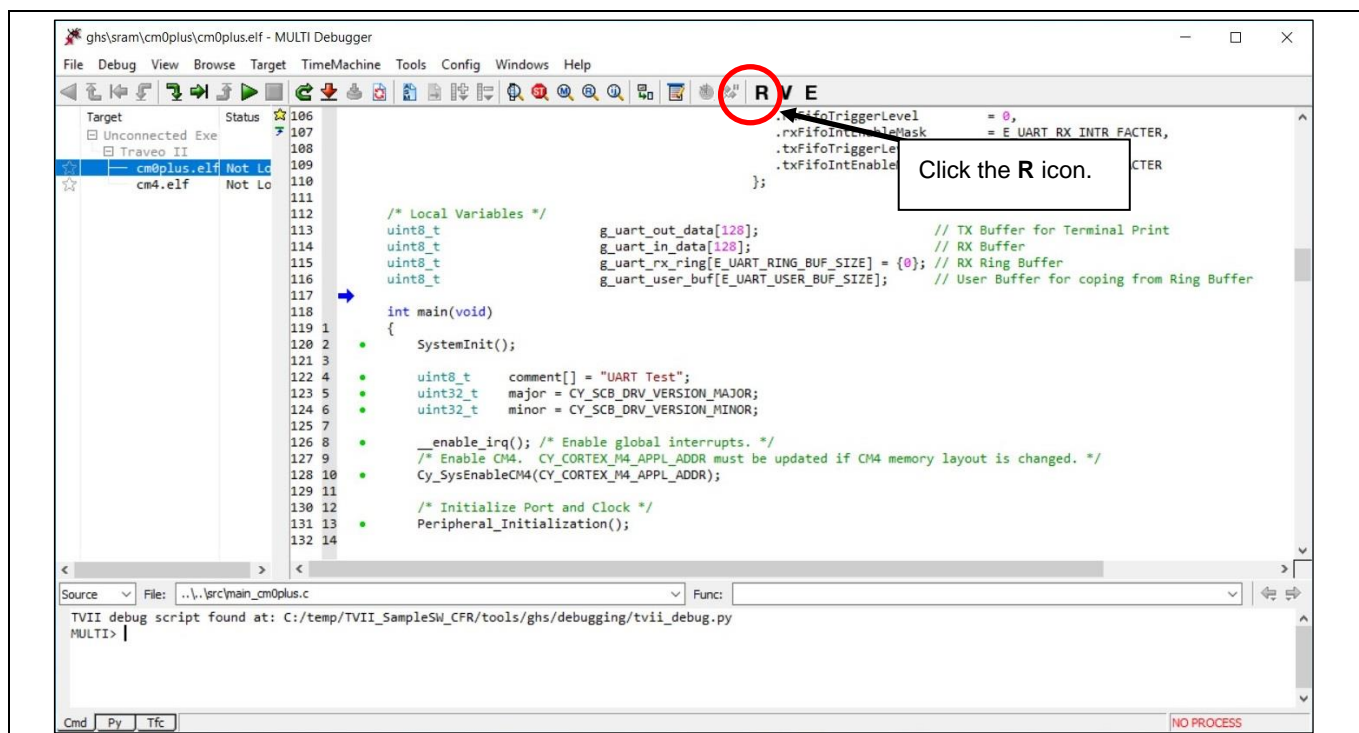 ghs\sram\cm0plus\cm0plus.elf - MULTI Debugger
File Debug View Browse Target TimeMachine Tools Config Windows Help
R V E
Target Status
Unconnected Exe
Traveo II
cm0plus.elf Not Lo
cm4.elf Not Lo
106 .rxFifoTriggerLevel = 0,
107 .rxFifoIntEnableMask = E_UART_RX_INTR_FACTER,
108 .txFifoTriggerLe
109 .txFifoIntEnable CTER
110 };
111
112 /* Local Variables */
113 uint8_t g_uart_out_data[128]; // TX Buffer for Terminal Print
114 uint8_t g_uart_in_data[128]; // RX Buffer
115 uint8_t g_uart_rx_ring[E_UART_RING_BUF_SIZE] = {0}; // RX Ring Buffer
116 uint8_t g_uart_user_buf[E_UART_USER_BUF_SIZE]; // User Buffer for coping from Ring Buffer
117
118 int main(void)
119 1 {
120 2 SystemInit();
121 3
122 4 uint8_t comment[] = "UART Test";
123 5 uint32_t major = CY_SCB_DRV_VERSION_MAJOR;
124 6 uint32_t minor = CY_SCB_DRV_VERSION_MINOR;
125 7
126 8 __enable_irq(); /* Enable global interrupts. */
127 9 /* Enable CM4. CY_CORTEX_M4_APPL_ADDR must be updated if CM4 memory layout is changed. */
128 10 Cy_SysEnableCM4(CY_CORTEX_M4_APPL_ADDR);
129 11
130 12 /* Initialize Port and Clock */
131 13 Peripheral_Initialization();
132 14
Click the R icon.
Source File: ..\..\src\main_cm0plus.c Func:
TVII debug script found at: C:/temp/TVII_SampleSW_CFR/tools/ghs/debugging/tvii_debug.py
MULTI>
Cmd Py Tfc NO PROCESS